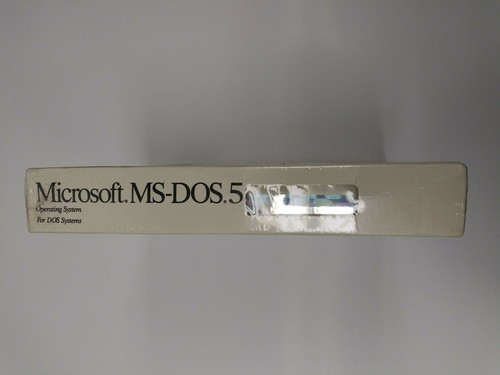 Microsoft. MS-DOS. 5
Operating System
For DOS Systems